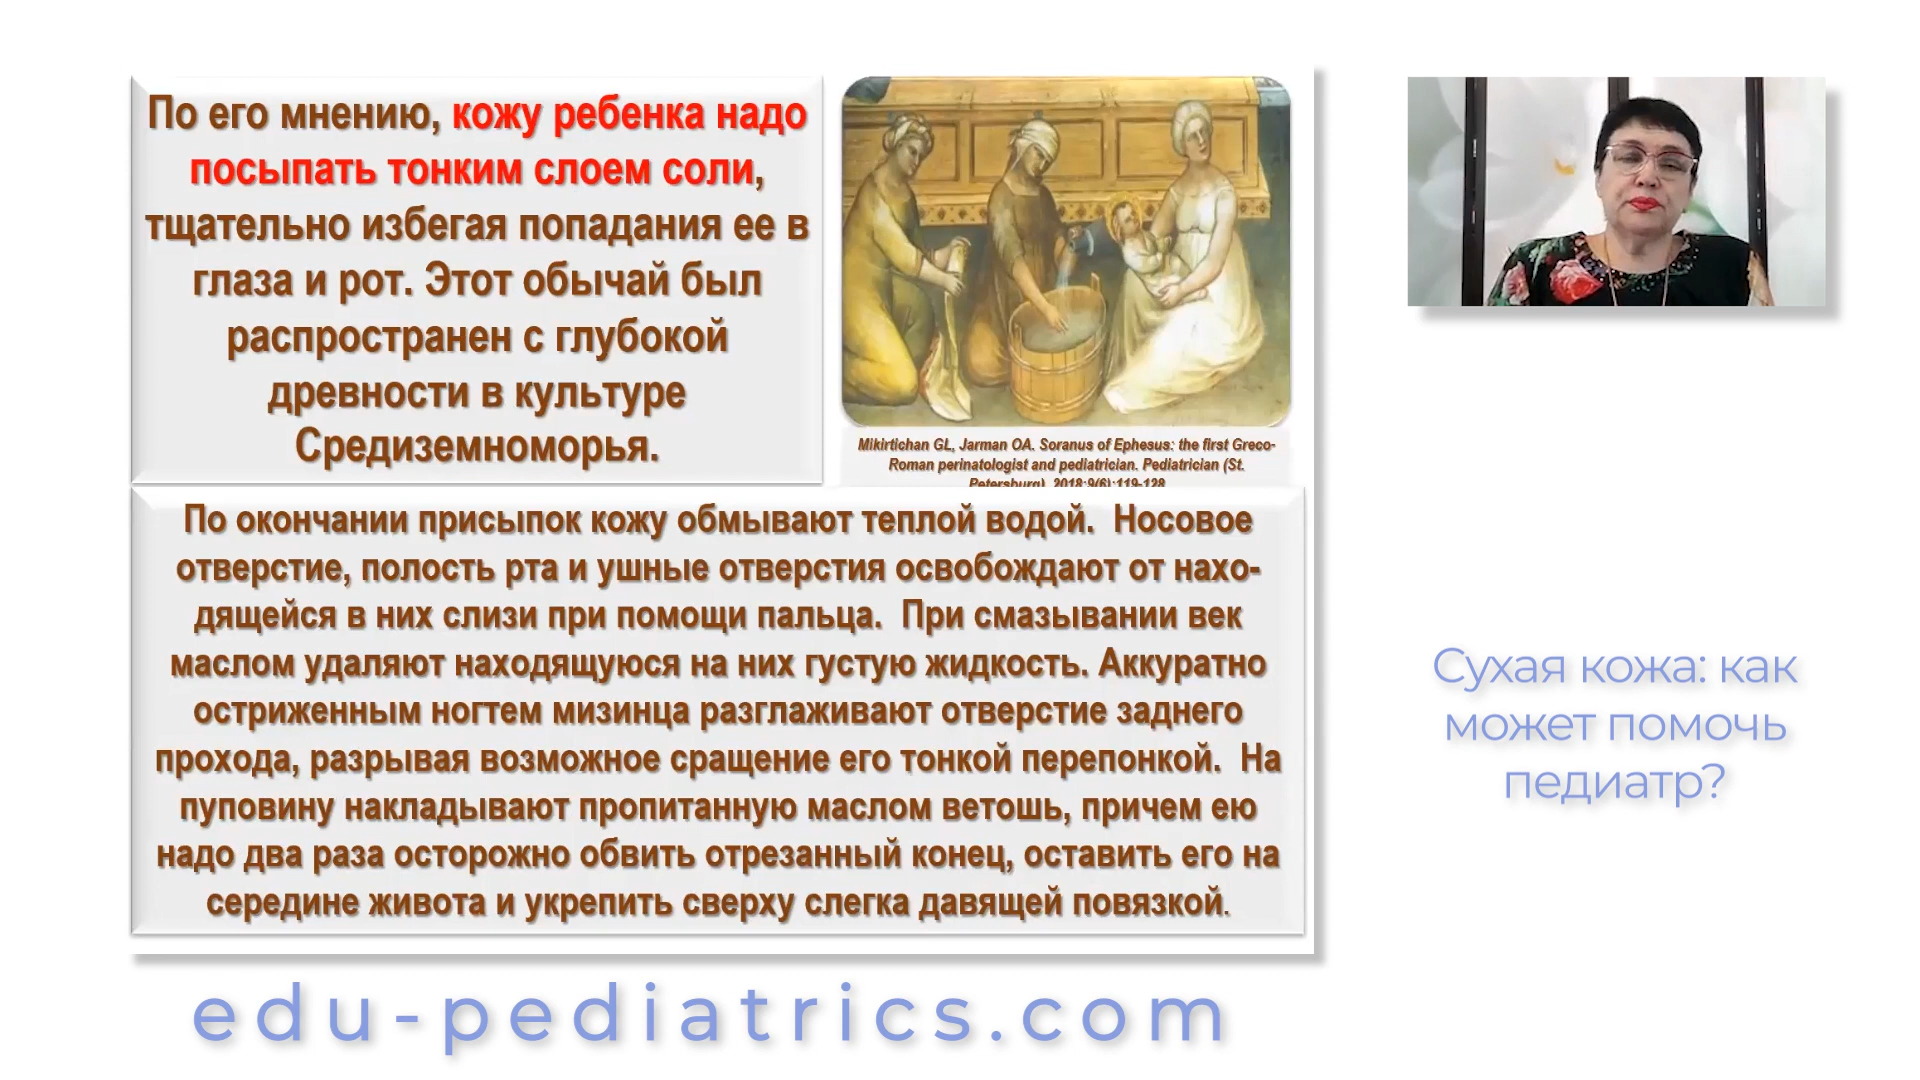 По его мнению, кожу ребенка надо
посыпать тонким слоем соли,
тщательно избегая попадания ее в
глаза и рот. Этот обычай был
распространен с глубокой
древности в культуре
Средиземноморья.
Mikirtichan GL, Jarman OA. Soranus of Ephesus: the first Greco-
Roman perinatologist and pediatrician. Pediatrician (St.
Petersburg). 2018;9(6):119-128.
По окончании присыпок кожу обмывают теплой водой. Носовое
отверстие, полость рта и ушные отверстия освобождают от нахо-
дящейся в них слизи при помощи пальца. При смазывании век
маслом удаляют находящуюся на них густую жидкость. Аккуратно
остриженным ногтем мизинца разглаживают отверстие заднего
прохода, разрывая возможное сращение его тонкой перепонкой. На
пуповину накладывают пропитанную маслом ветошь, причем ею
надо два раза осторожно обвить отрезанный конец, оставить его на
середине живота и укрепить сверху слегка давящей повязкой.
Сухая кожа: как
может помочь
педиатр?
edu-pediatrics.com